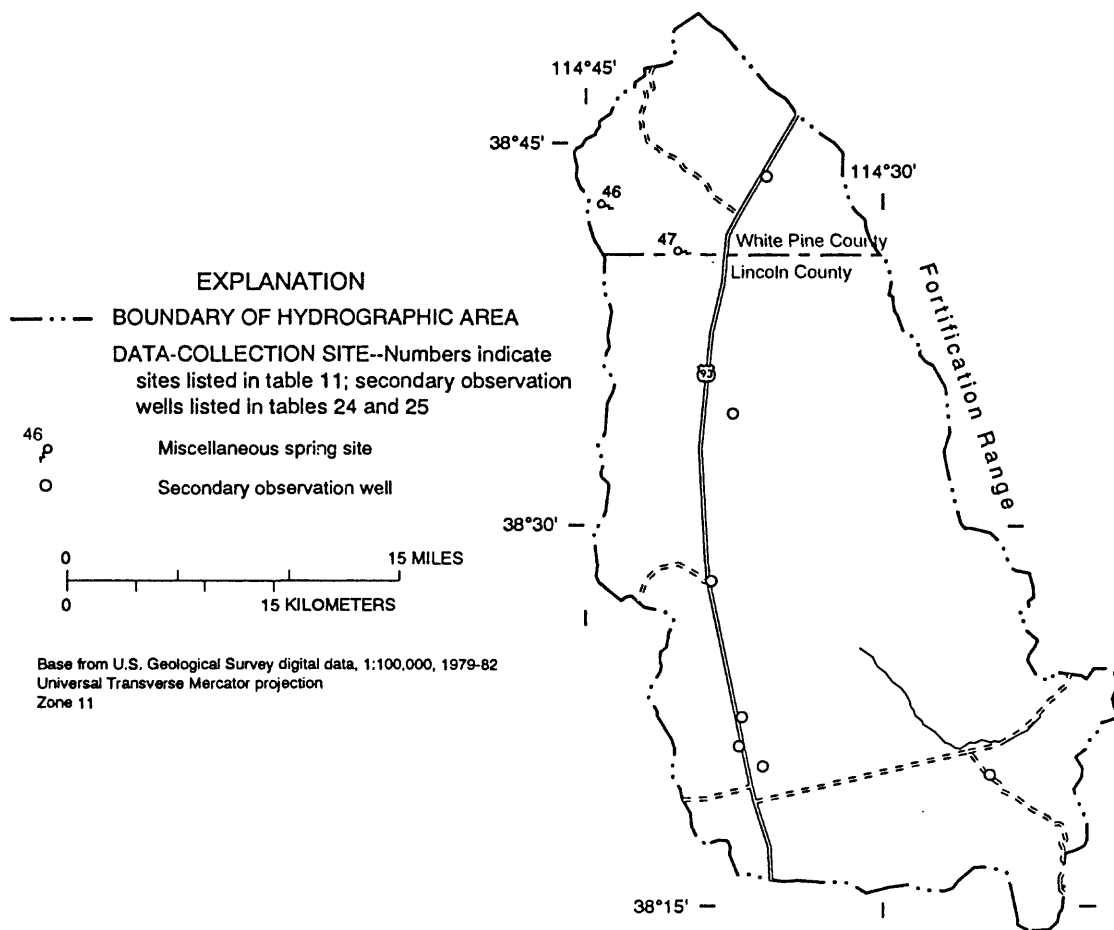 114°45'
38°45'
114°30'
46
47
White Pine County
Lincoln County
Fortification Range
93
EXPLANATION
BOUNDARY OF HYDROGRAPHIC AREA
DATA-COLLECTION SITE--Numbers indicate
sites listed in table 11; secondary observation
wells listed in tables 24 and 25
46
Miscellaneous spring site
Secondary observation well
38°30'
0 15 MILES
0 15 KILOMETERS
Base from U.S. Geological Survey digital data, 1:100,000, 1979-82
Universal Transverse Mercator projection
Zone 11
38°15'